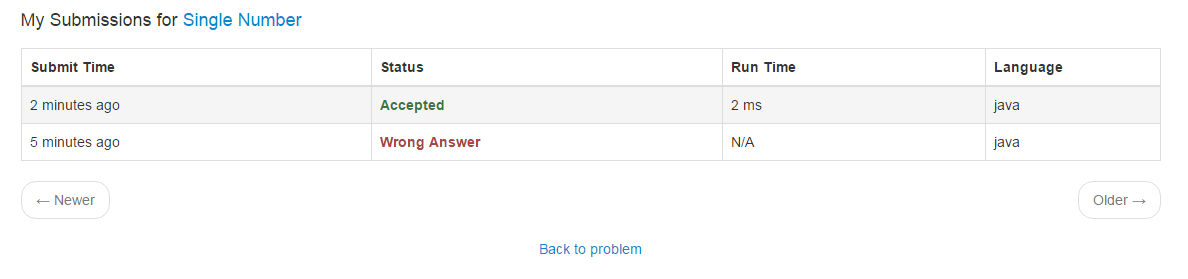 My Submissions for Single Number
Submit Time Status Run Time Language
2 minutes ago Accepted 2 ms java
5 minutes ago Wrong Answer N/A java
← Newer Older →
Back to problem